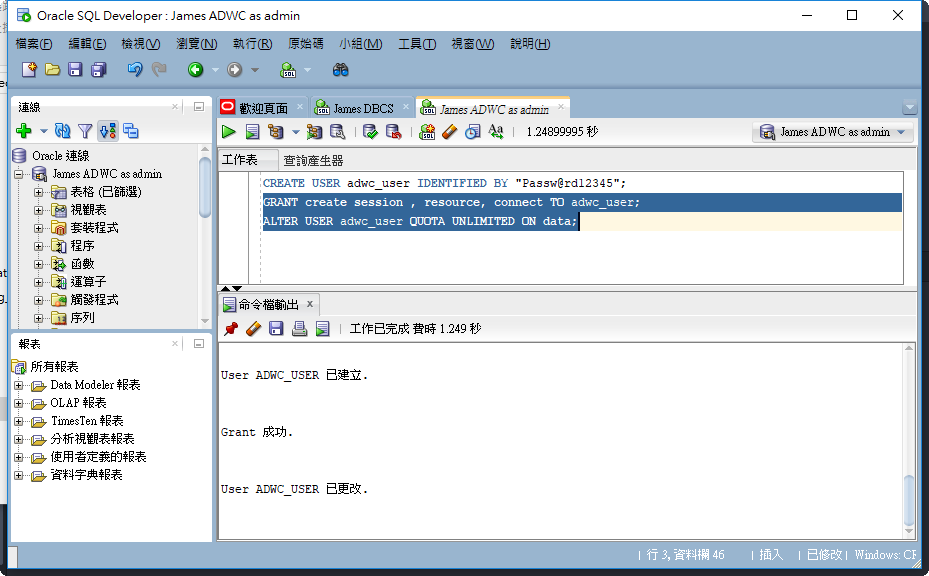 Oracle SQL Developer : James ADWC as admin
檔案(F) 編輯(E) 檢視(V) 瀏覽(N) 執行(R) 原始碼 小組(M) 工具(T) 視窗(W) 說明(H)
連線
歡迎頁面
James DBCS
James ADWC as admin
1.24899995 秒
James ADWC as admin
Oracle 連線
James ADWC as admin
表格 (已篩選)
視觀表
套裝程式
程序
函數
運算子
觸發程式
序列
工作表 查詢產生器
CREATE USER adwc_user IDENTIFIED BY "Passw@rd12345";
GRANT create session , resource, connect TO adwc_user;
ALTER USER adwc_user QUOTA UNLIMITED ON data;
命令檔輸出
工作已完成 費時 1.249 秒
User ADWC_USER 已建立.
Grant 成功.
User ADWC_USER 已更改.
報表
所有報表
Data Modeler 報表
OLAP 報表
TimesTen 報表
分析視觀表報表
使用者定義的報表
資料字典報表
行 3, 資料欄 46 | 插入 | 已修改 | Windows: CF